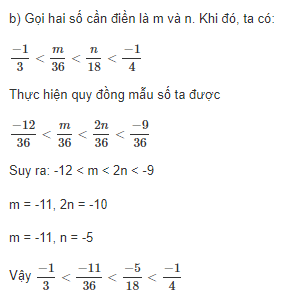 b) Gọi hai số cần điền là m và n. Khi đó, ta có:
-1/3 < m/36 < n/18 < -1/4
Thực hiện quy đồng mẫu số ta được
-12/36 < m/36 < 2n/36 < -9/36
Suy ra: -12 < m < 2n < -9
m = -11, 2n = -10
m = -11, n = -5
Vậy -1/3 < -11/36 < -5/18 < -1/4